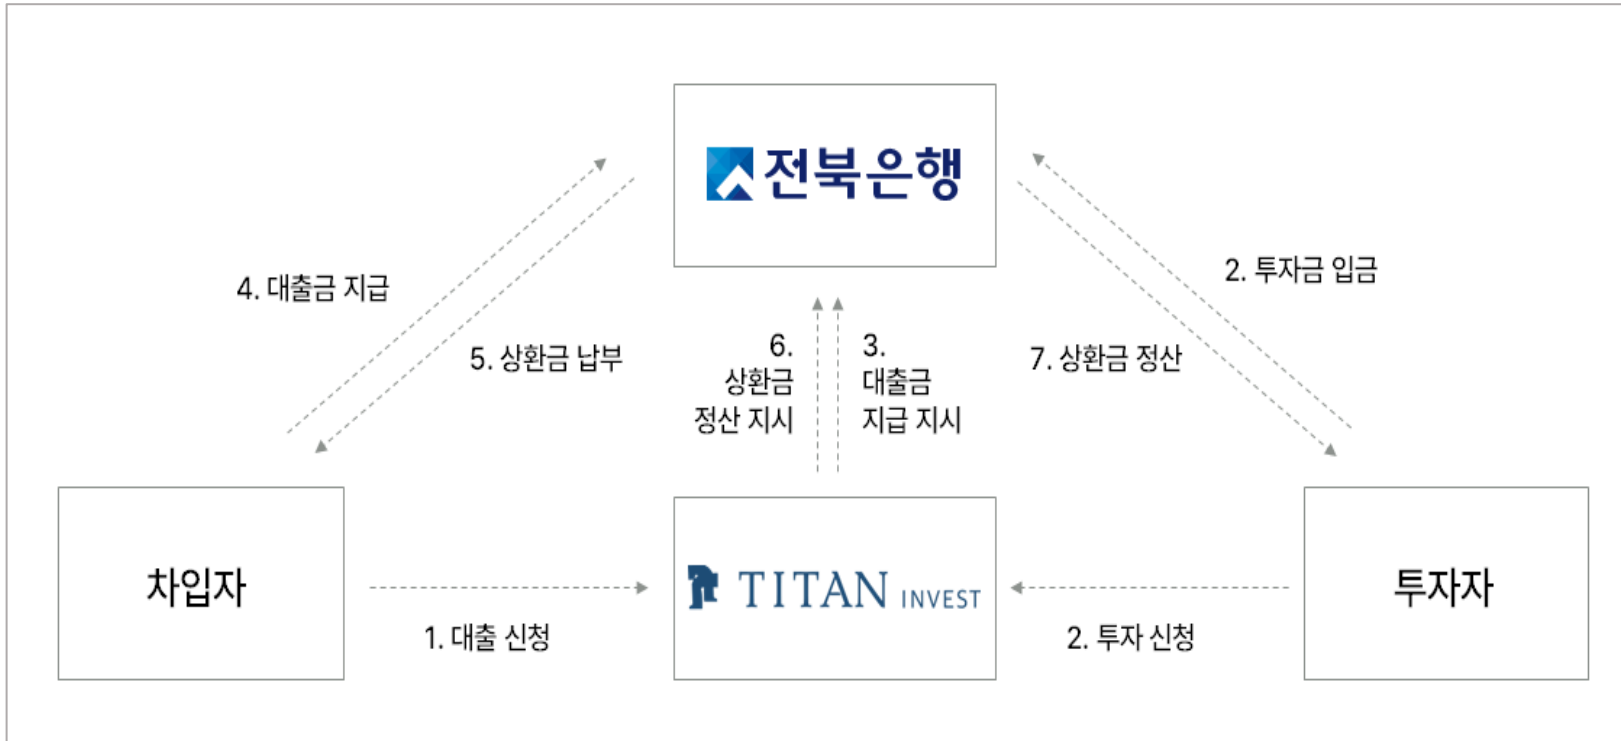 전북은행
4. 대출금 지급
2. 투자금 입금
5. 상환금 납부
6.
상환금
정산 지시
3.
대출금
지급 지시
7. 상환금 정산
차입자
TITAN INVEST
투자자
1. 대출 신청
2. 투자 신청